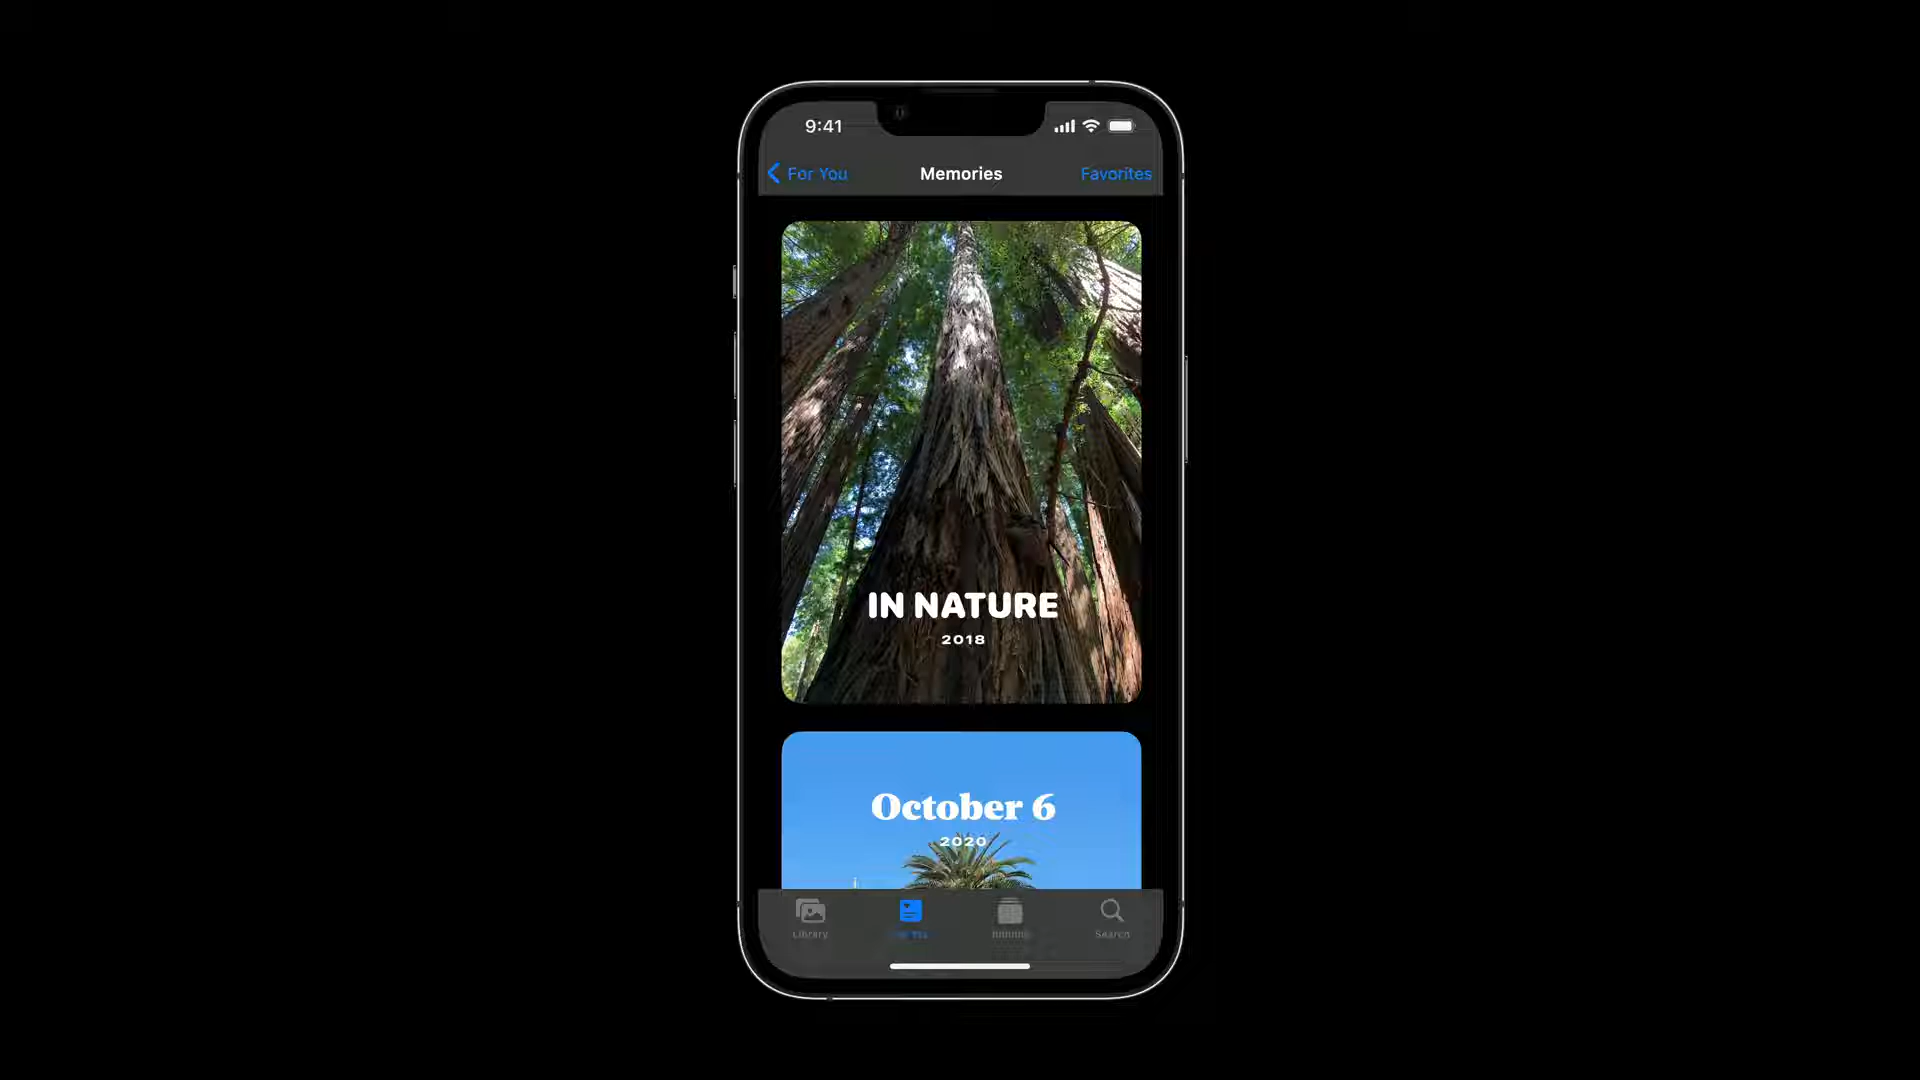 9:41
For You
Memories
Favorites
IN NATURE
2018
October 6
2020
Library
Search